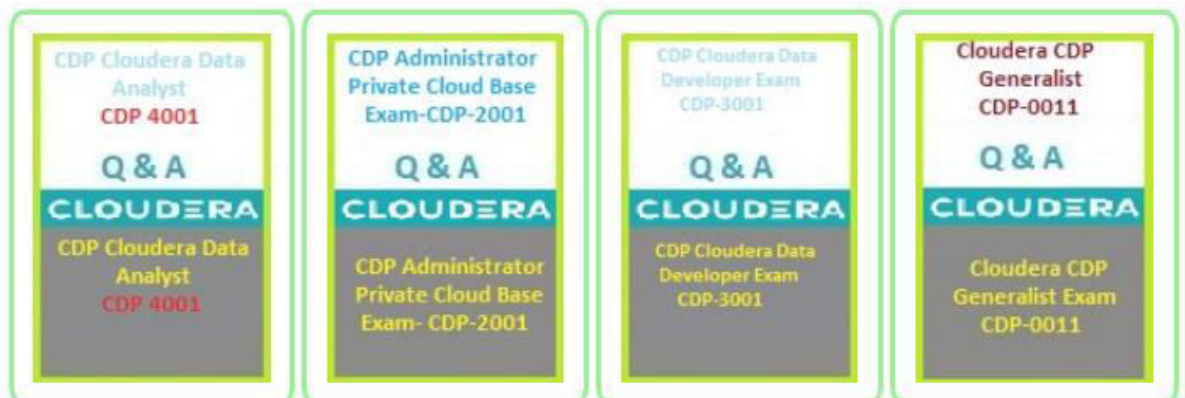 CDP Cloudera Data
Analyst
CDP 4001
Q & A
CLOUDERA
CDP Cloudera Data
Analyst
CDP 4001
CDP Administrator
Private Cloud Base
Exam-CDP-2001
Q & A
CLOUDERA
CDP Administrator
Private Cloud Base
Exam- CDP-2001
CDP Cloudera Data
Developer Exam
CDP-3001
Q & A
CLOUDERA
CDP Cloudera Data
Developer Exam
CDP-3001
Cloudera CDP
Generalist
CDP-0011
Q & A
CLOUDERA
Cloudera CDP
Generalist Exam
CDP-0011